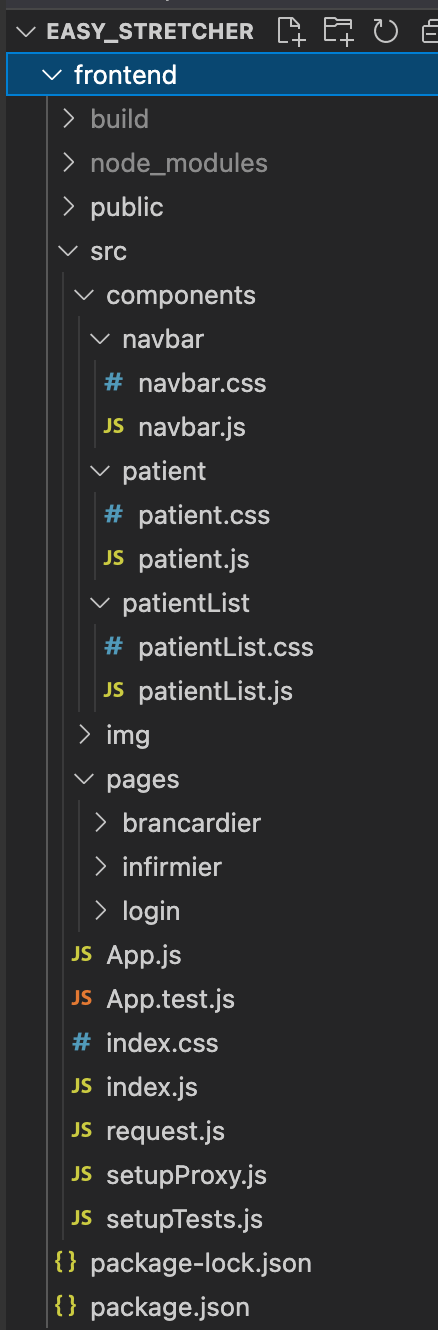 EASY_STRETCHER
frontend
build
node_modules
public
src
components
navbar
# navbar.css
JS navbar.js
patient
# patient.css
JS patient.js
patientList
# patientList.css
JS patientList.js
img
pages
brancardier
infirmier
login
JS App.js
JS App.test.js
# index.css
JS index.js
JS request.js
JS setupProxy.js
JS setupTests.js
{} package-lock.json
{} package.json